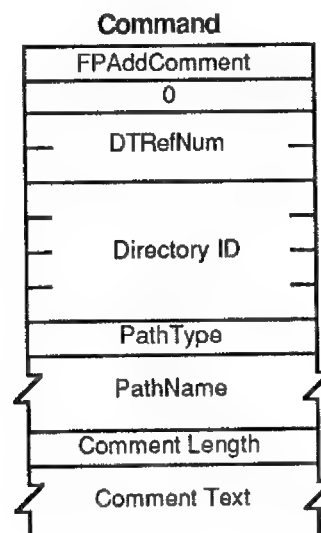 Command
FPAddComment
0
DTRefNum
Directory ID
PathType
PathName
Comment Length
Comment Text